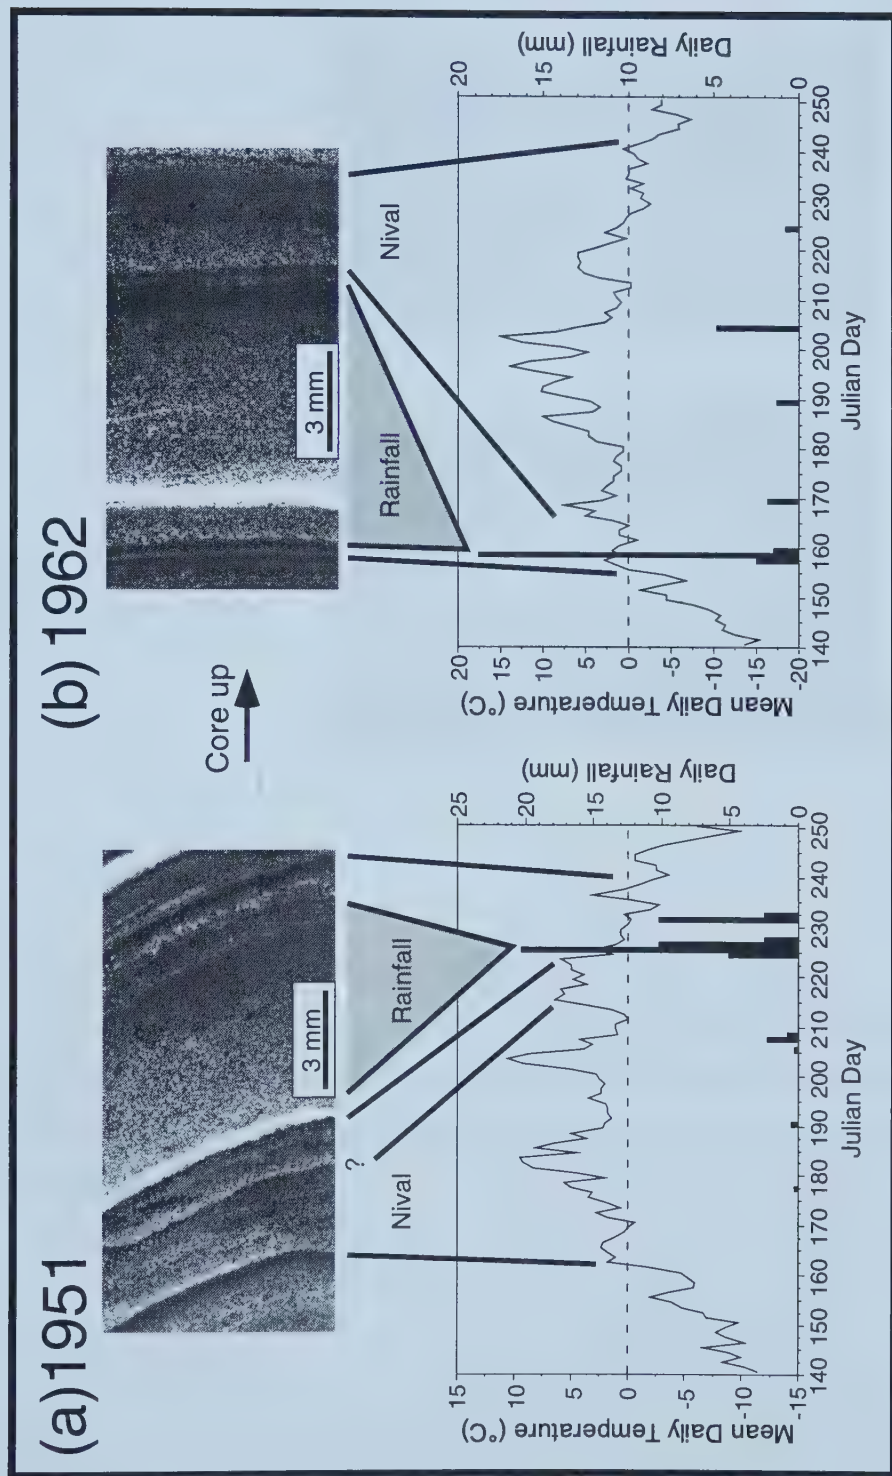 (a)1951
3 mm
Nival
?
Rainfall
15
10
5
0
-5
-10
-15
Mean Daily Temperature (°C)
25
20
15
10
5
0
Daily Rainfall (mm)
140 150 160 170 180 190 200 210 220 230 240 250
Julian Day
Core up
(b) 1962
3 mm
Rainfall
Nival
20
15
10
5
0
-5
-10
-15
-20
Mean Daily Temperature (°C)
20
15
10
5
0
Daily Rainfall (mm)
140 150 160 170 180 190 200 210 220 230 240 250
Julian Day